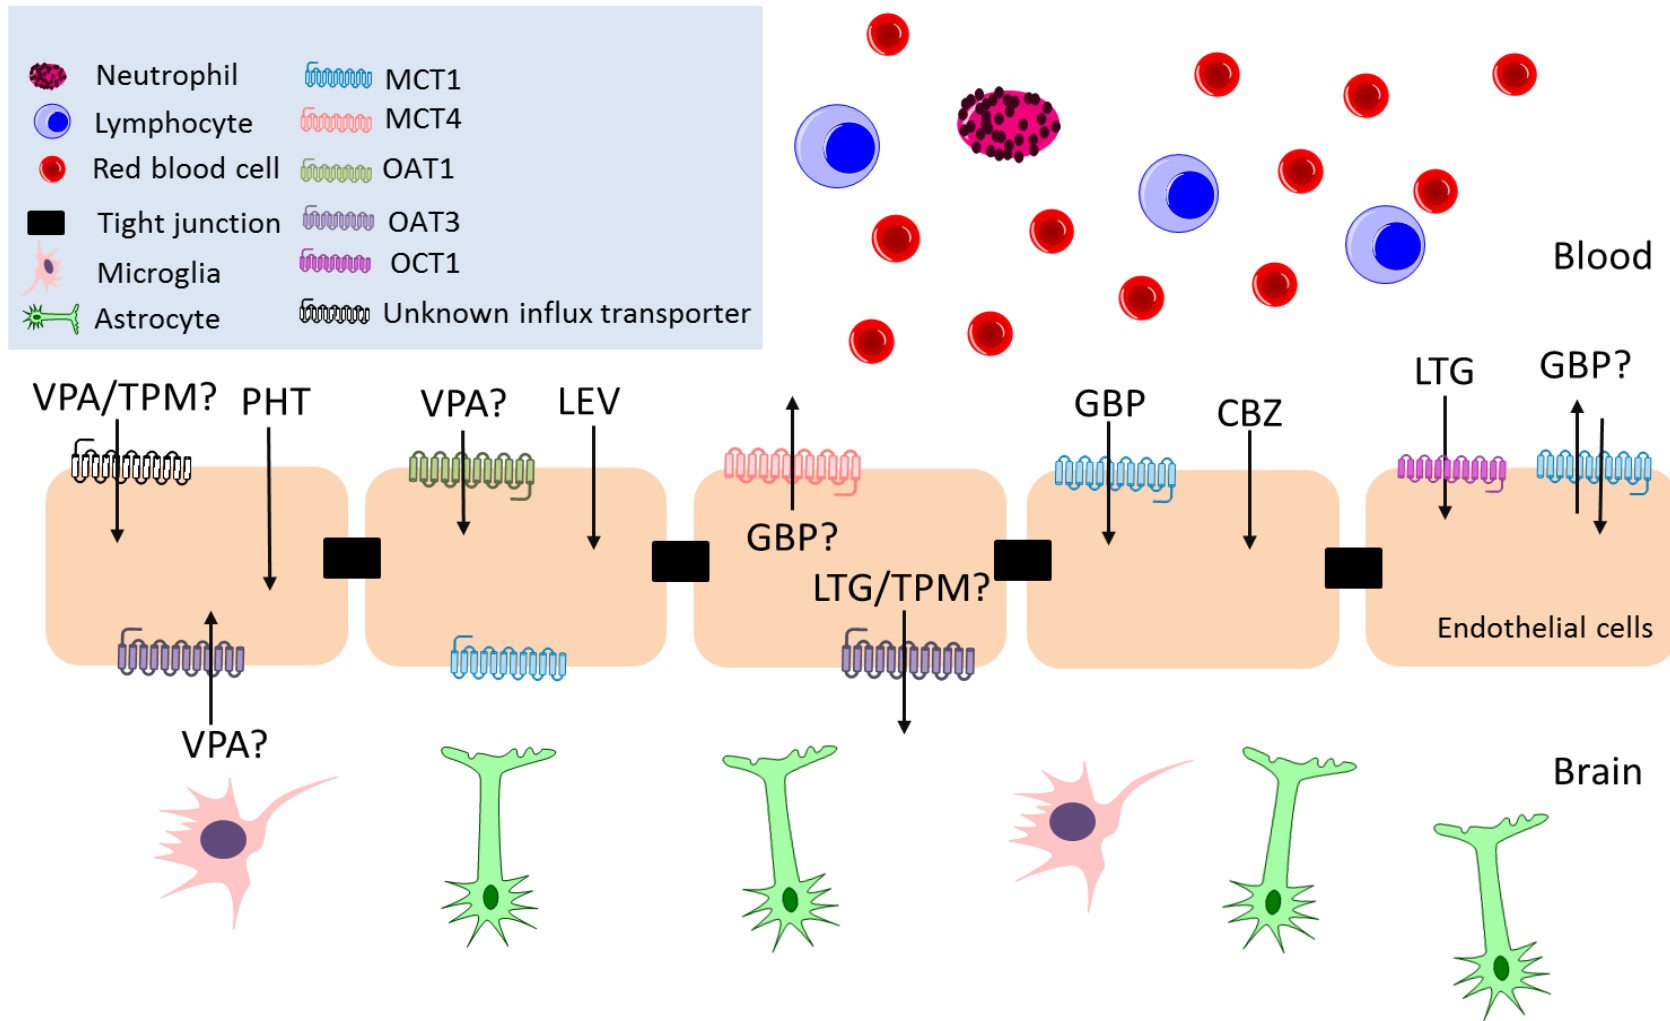 Neutrophil
Lymphocyte
Red blood cell
Tight junction
Microglia
Astrocyte
MCT1
MCT4
OAT1
OAT3
OCT1
Unknown influx transporter
Blood
VPA/TPM?
PHT
VPA?
LEV
GBP?
LTG/TPM?
GBP
CBZ
LTG
GBP?
Endothelial cells
VPA?
Brain